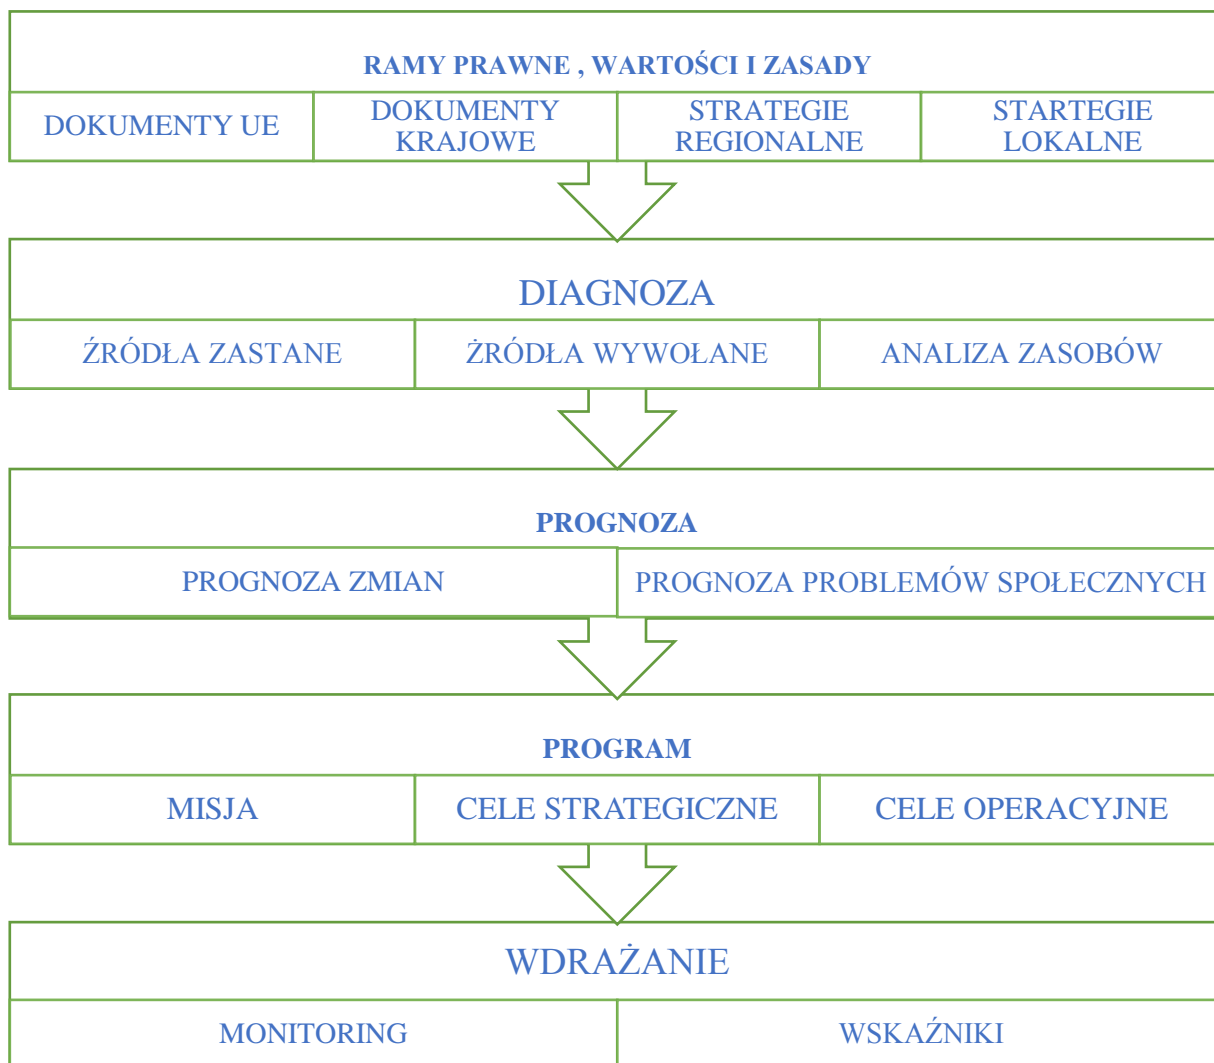 RAMY PRAWNE , WARTOŚCI I ZASADY
DOKUMENTY UE
DOKUMENTY
KRAJOWE
STRATEGIE
REGIONALNE
STARTEGIE
LOKALNE
DIAGNOZA
ŹRÓDŁA ZASTANE
ŻRÓDŁA WYWOŁANE
ANALIZA ZASOBÓW
PROGNOZA
PROGNOZA ZMIAN
PROGNOZA PROBLEMÓW SPOŁECZNYCH
PROGRAM
MISJA
CELE STRATEGICZNE
CELE OPERACYJNE
WDRAŻANIE
MONITORING
WSKAŹNIKI